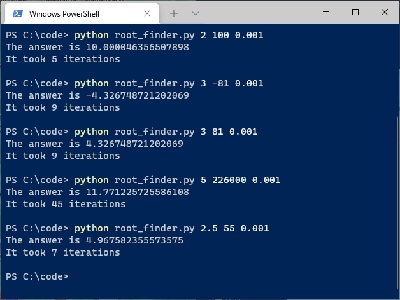 Windows PowerShell
PS C:\code> python root_finder.py 2 100 0.001
The answer is 10.000046356507898
It took 5 iterations
PS C:\code> python root_finder.py 3 -81 0.001
The answer is -4.326748721202069
It took 9 iterations
PS C:\code> python root_finder.py 3 81 0.001
The answer is 4.326748721202069
It took 9 iterations
PS C:\code> python root_finder.py 5 226000 0.001
The answer is 11.771225725586108
It took 45 iterations
PS C:\code> python root_finder.py 2.5 55 0.001
The answer is 4.967582355573575
It took 7 iterations
PS C:\code>